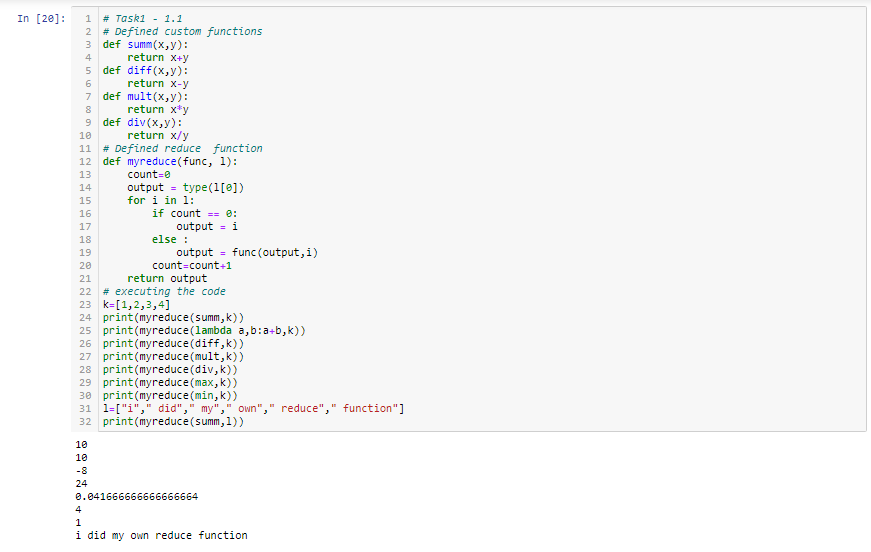 In [20]:
1 # Task1 - 1.1
2 # Defined custom functions
3 def summ(x,y):
4     return x+y
5 def diff(x,y):
6     return x-y
7 def mult(x,y):
8     return x*y
9 def div(x,y):
10     return x/y
11 # Defined reduce  function
12 def myreduce(func, l):
13     count=0
14     output = type(l[0])
15     for i in l:
16         if count == 0:
17             output = i
18         else :
19             output = func(output,i)
20         count=count+1
21     return output
22 # executing the code
23 k=[1,2,3,4]
24 print(myreduce(summ,k))
25 print(myreduce(lambda a,b:a+b,k))
26 print(myreduce(diff,k))
27 print(myreduce(mult,k))
28 print(myreduce(div,k))
29 print(myreduce(max,k))
30 print(myreduce(min,k))
31 l=["i"," did"," my"," own"," reduce"," function"]
32 print(myreduce(summ,l))
10
10
-8
24
0.041666666666666664
4
1
i did my own reduce function